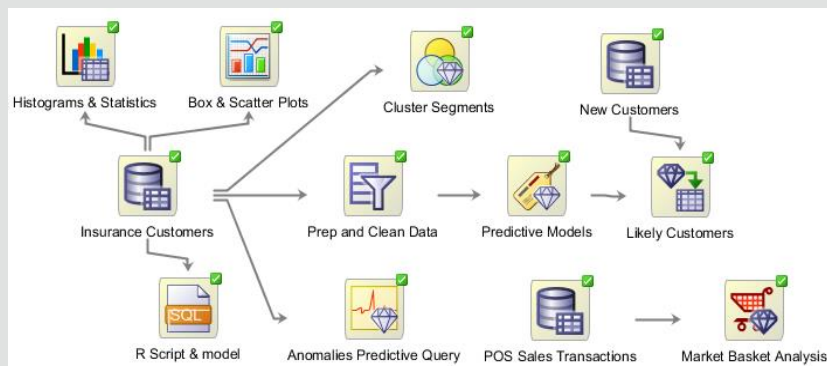 Histograms & Statistics
Box & Scatter Plots
Cluster Segments
New Customers
Insurance Customers
Prep and Clean Data
Predictive Models
Likely Customers
SQL
R Script & model
Anomalies Predictive Query
POS Sales Transactions
Market Basket Analysis